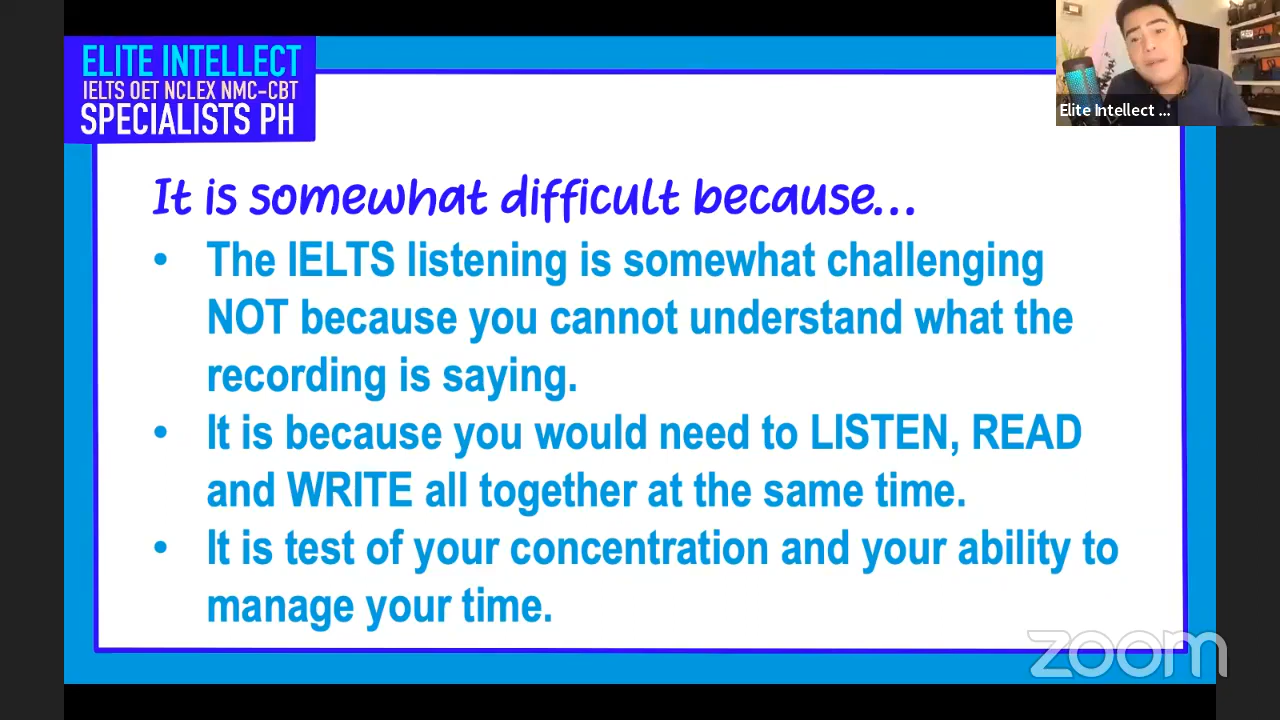 ELITE INTELLECT
IELTS OET NCLEX NMC-CBT
SPECIALISTS PH
Elite Intellect ...
It is somewhat difficult because...
• The IELTS listening is somewhat challenging
NOT because you cannot understand what the
recording is saying.
• It is because you would need to LISTEN, READ
and WRITE all together at the same time.
• It is test of your concentration and your ability to
manage your time.
zoom